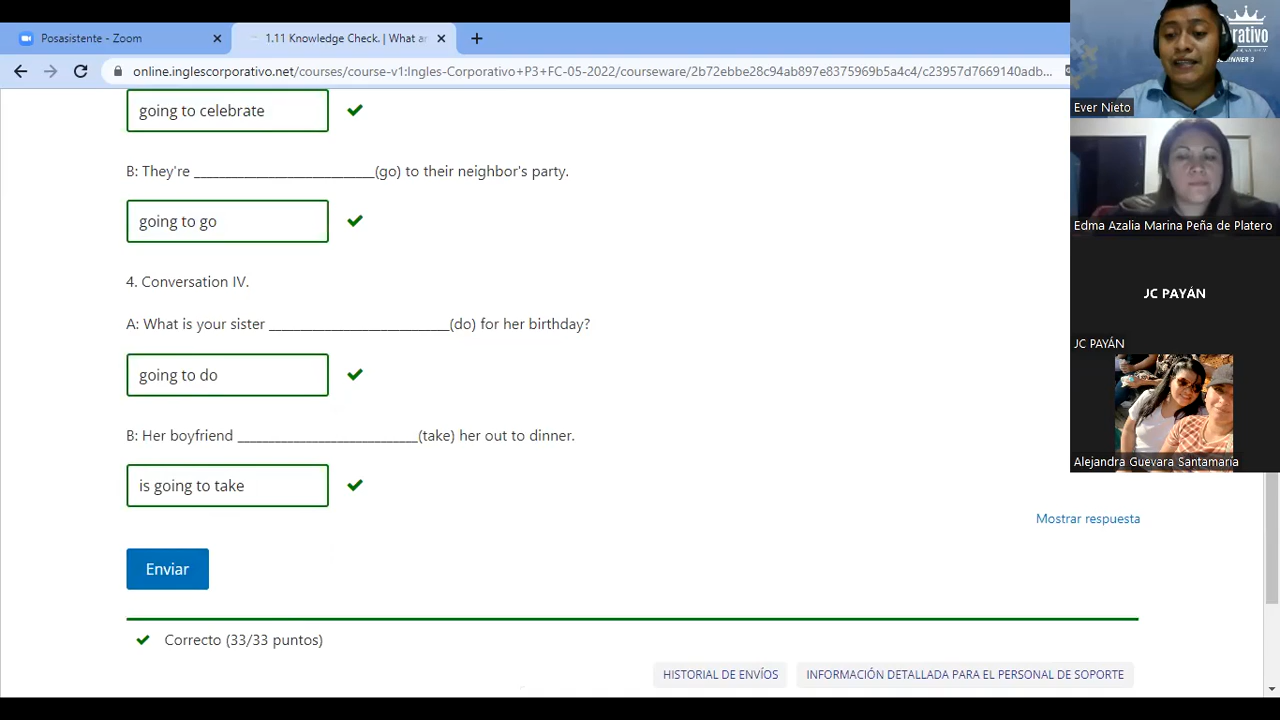 Posasistente - Zoom
1.11 Knowledge Check. | What ar
online.inglescorporativo.net/courses/course-v1:Ingles-Corporativo+P3+FC-05-2022/courseware/2b72ebbe28c94ab897e8375969b5a4c4/c23957d7669140adb...
going to celebrate
B: They're ________________________(go) to their neighbor's party.
going to go
4. Conversation IV.
A: What is your sister ________________________(do) for her birthday?
going to do
B: Her boyfriend ________________________(take) her out to dinner.
is going to take
Mostrar respuesta
Enviar
Correcto (33/33 puntos)
HISTORIAL DE ENVÍOS
INFORMACIÓN DETALLADA PARA EL PERSONAL DE SOPORTE
rativo
Ever Nieto
Edma Azalia Marina Peña de Platero
JC PAYÁN
JC PAYÁN
Alejandra Guevara Santamaría